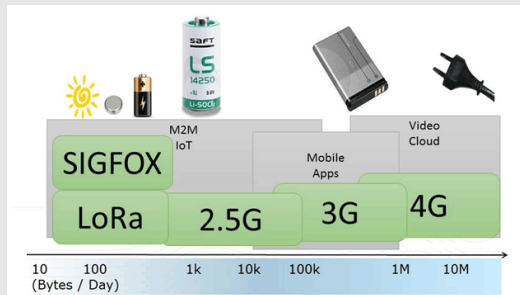 SAFT
LS
14250
Li-SOCl₂
M2M
IoT
Video
Cloud
Mobile
Apps
SIGFOX
LoRa
2.5G
3G
4G
10
100
1k
10k
100k
1M
10M
(Bytes / Day)